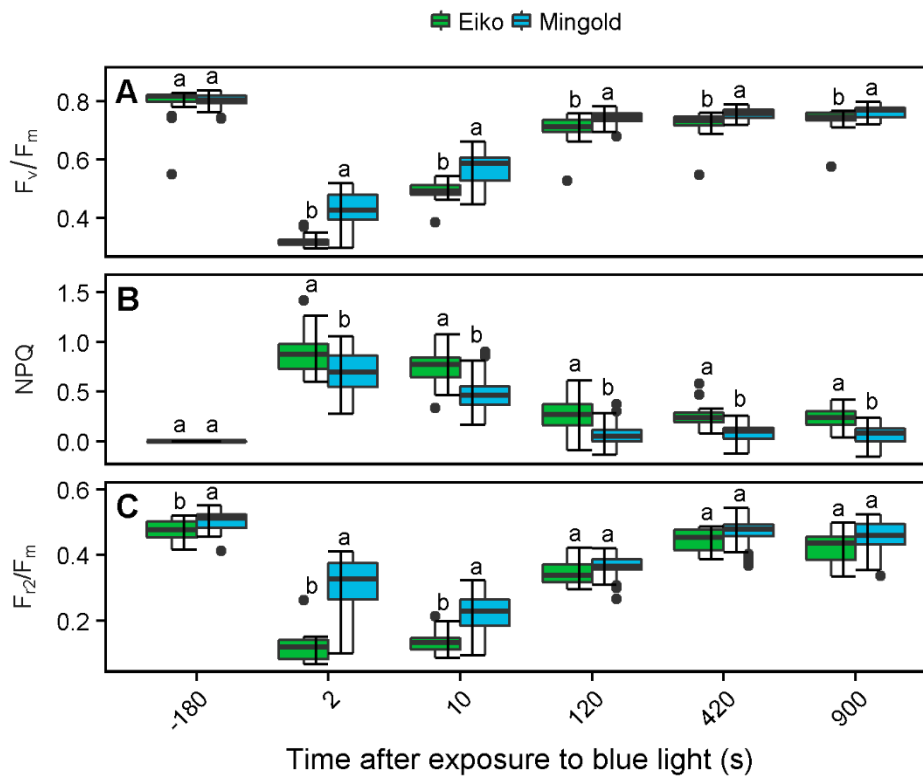 Eiko Mingold
A
a a b a b a b a b a b a
Fv/Fm
0.8
0.6
0.4
B
a a a b a b a b a b a b
NPQ
1.5
1.0
0.5
0.0
C
b a b a b a a a a a a a
Fr2/Fm
0.6
0.4
0.2
-180 2 10 120 420 900
Time after exposure to blue light (s)